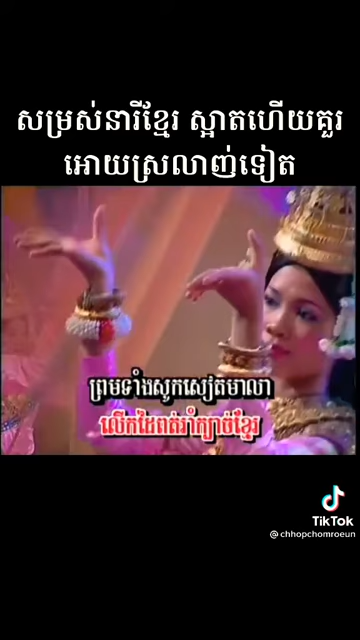 សម្រស់នារីខ្មែរ ស្អាតហើយគួរ
អោយស្រលាញ់ទៀត
ព្រមទាំងសូកសៀតមាលា
លើកដៃពត់រាំក្បាច់ខ្មែរ
TikTok
@chhopchomroeun